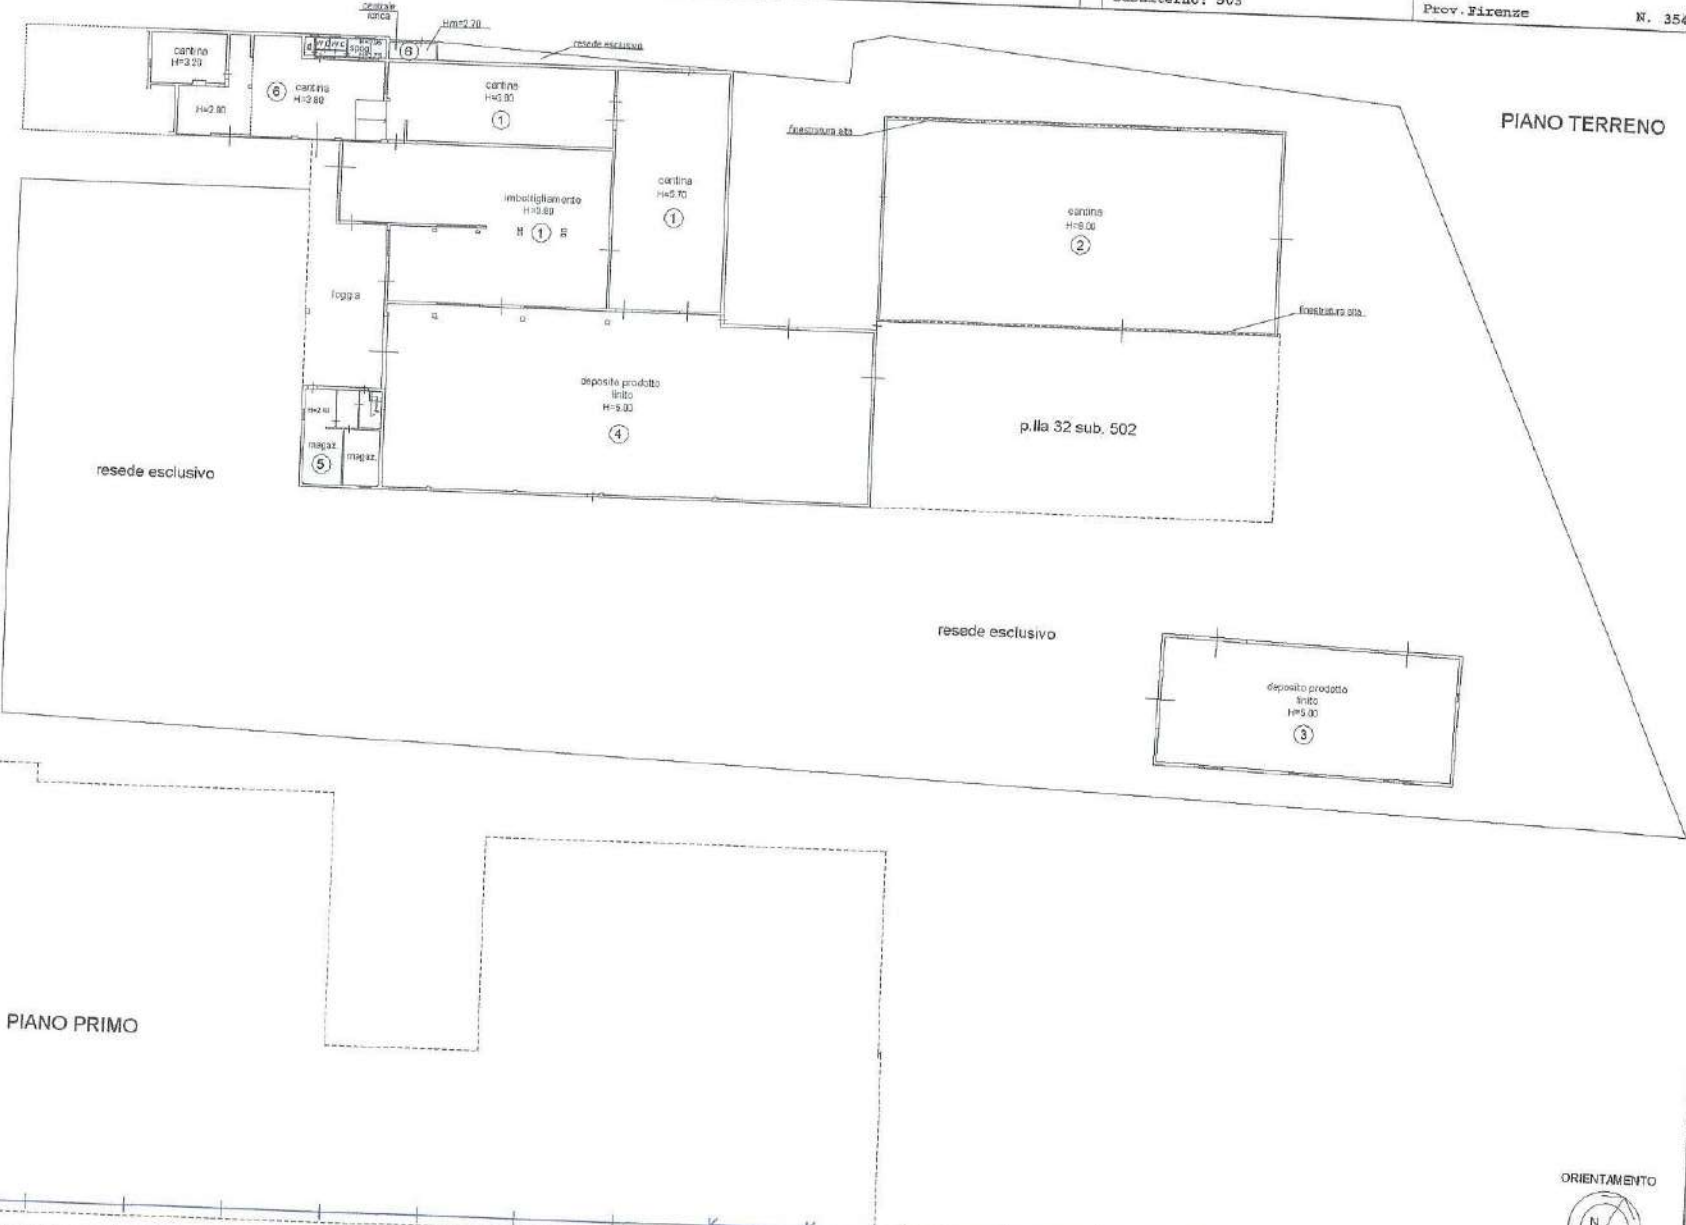 Prov.Firenze
N. 354
PIANO TERRENO
centrale
Hm=2.70
resede esclusivo
cantina
H=3.20
H=2.80
6
cantina
H=3.80
spog.
6
cantina
H=3.80
1
finestratura alta
cantina
H=5.70
1
imbottigliamento
1
cantina
2
finestratura alta
loggia
deposito prodotto
finito
H=5.00
4
p.lla 32 sub. 502
magaz.
5
magaz.
resede esclusivo
resede esclusivo
deposito prodotto
finito
H=5.00
3
PIANO PRIMO
ORIENTAMENTO
N